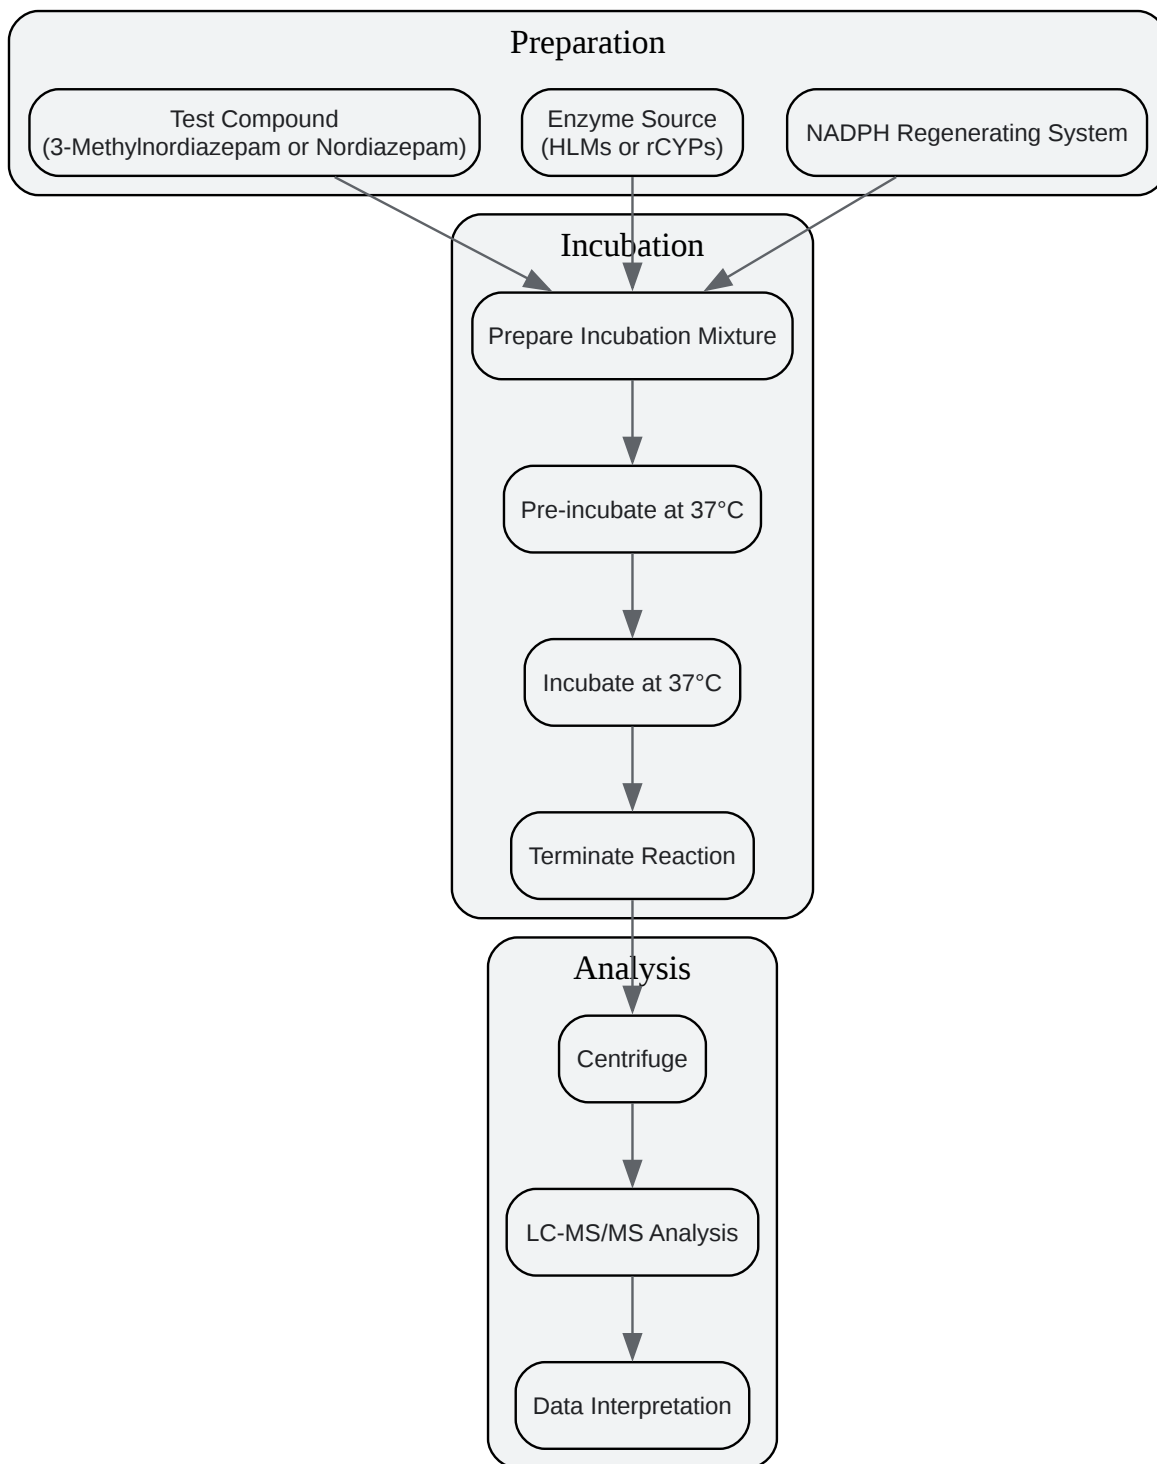 Preparation
Test Compound
(3-Methylnordiazepam or Nordiazepam)
Enzyme Source
(HLMs or rCYPs)
NADPH Regenerating System
Incubation
Prepare Incubation Mixture
Pre-incubate at 37°C
Incubate at 37°C
Terminate Reaction
Analysis
Centrifuge
LC-MS/MS Analysis
Data Interpretation